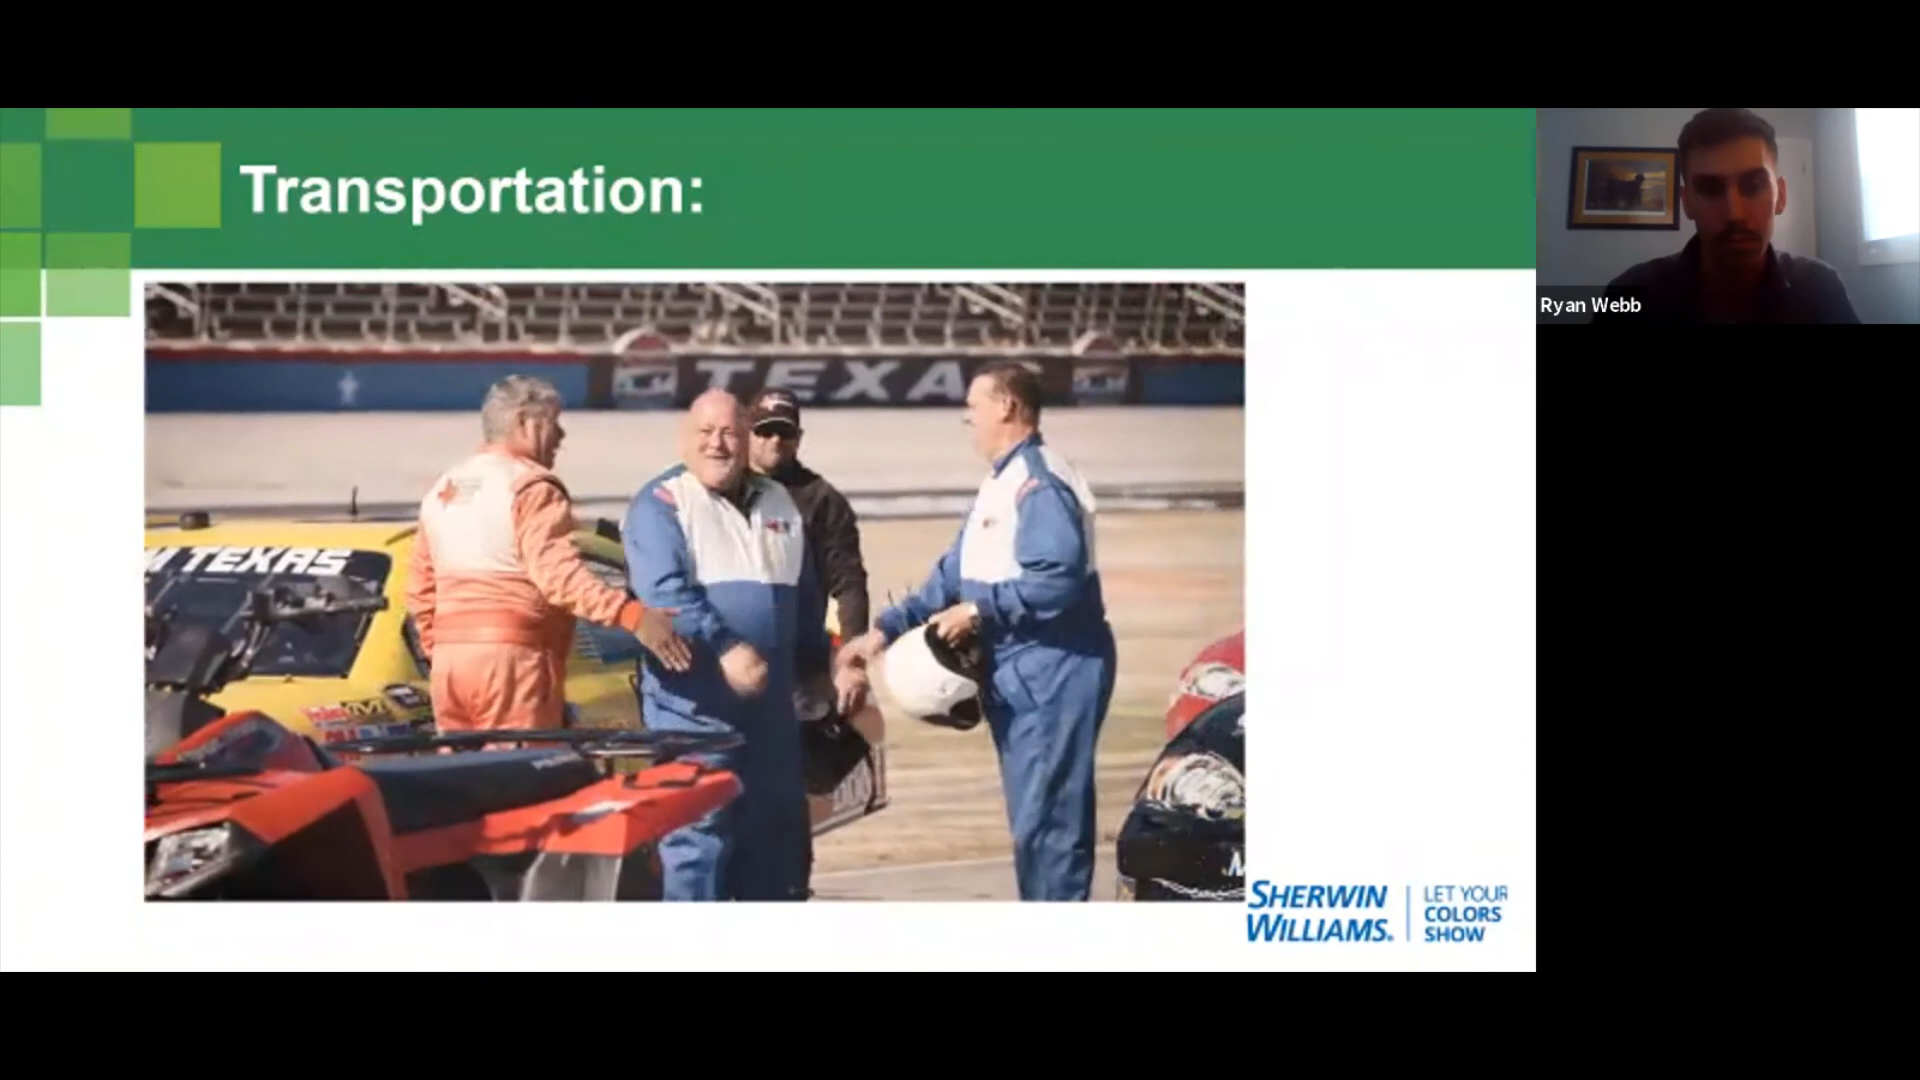 Transportation:
Ryan Webb
TEXAS
TEXAS
SHERWIN
WILLIAMS.
LET YOUR
COLORS
SHOW